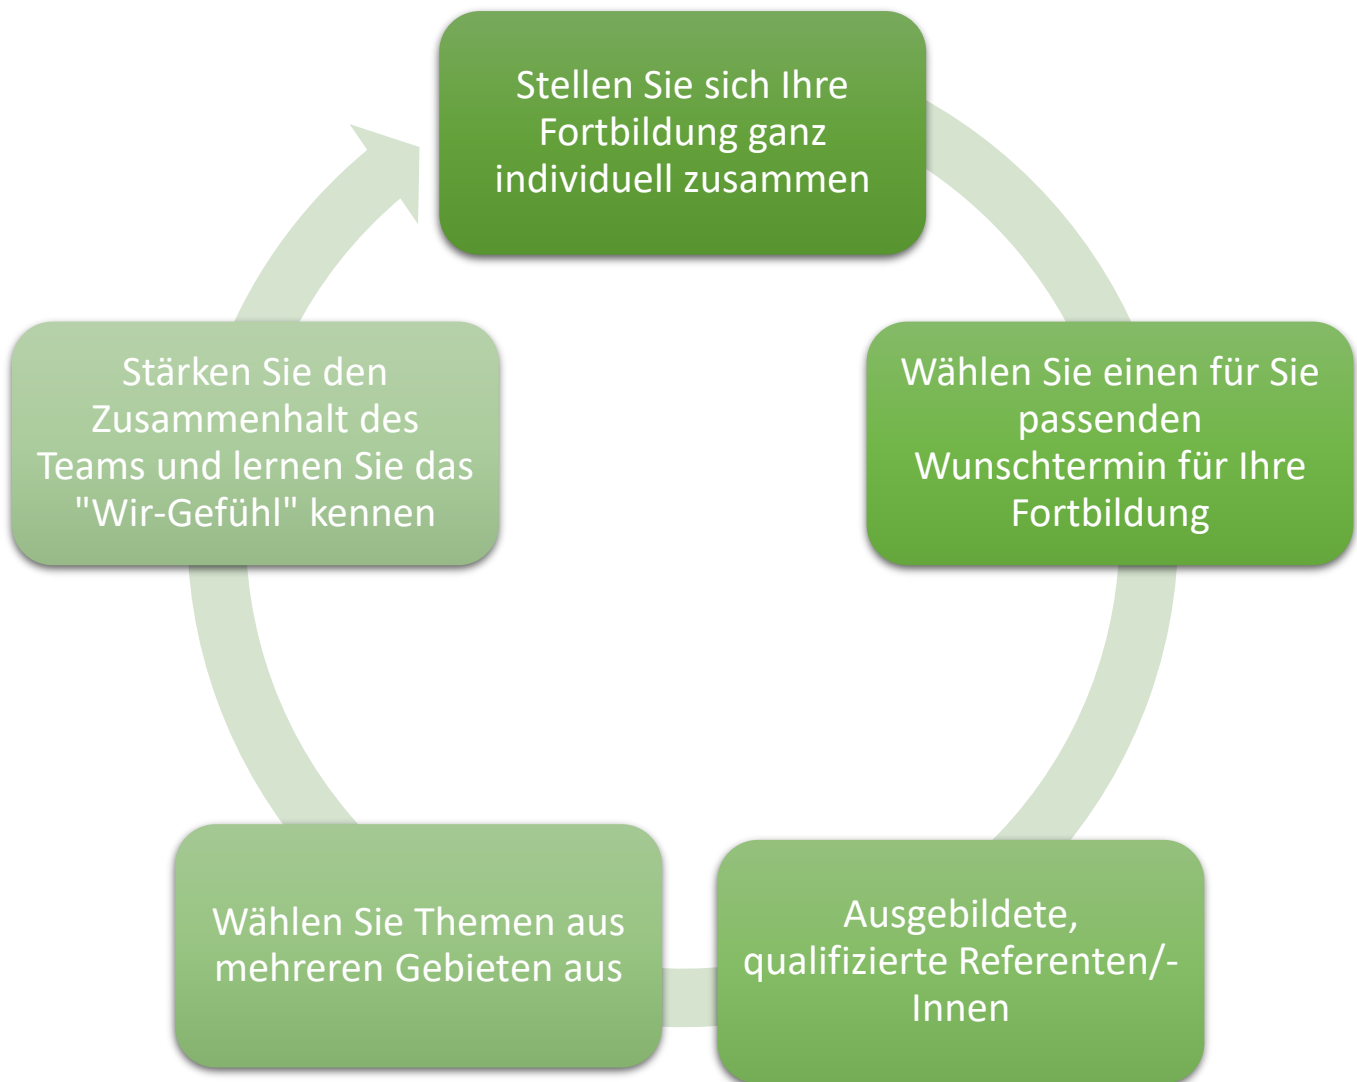 Stellen Sie sich Ihre
Fortbildung ganz
individuell zusammen
Wählen Sie einen für Sie
passenden
Wunschtermin für Ihre
Fortbildung
Ausgebildete,
qualifizierte Referenten/-
Innen
Wählen Sie Themen aus
mehreren Gebieten aus
Stärken Sie den
Zusammenhalt des
Teams und lernen Sie das
"Wir-Gefühl" kennen